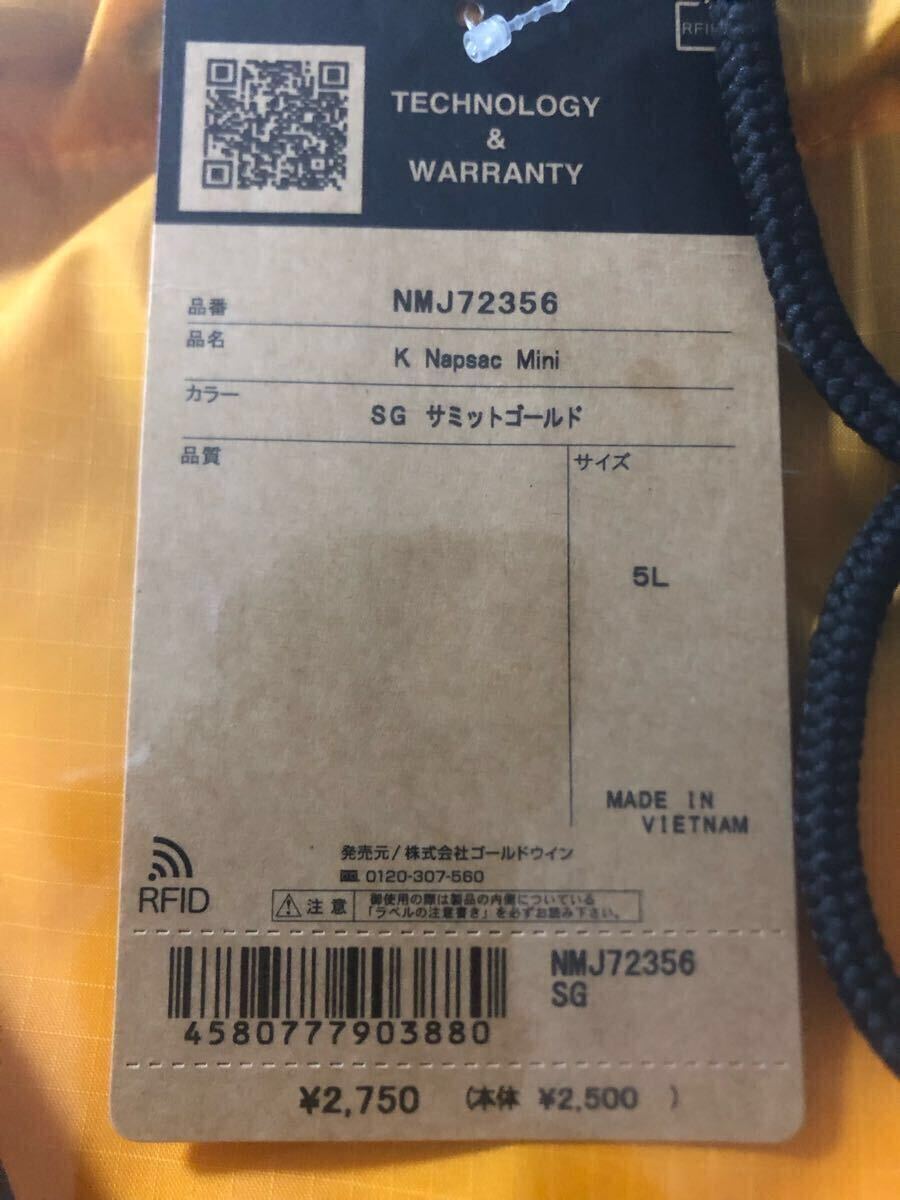 RFID
TECHNOLOGY
&
WARRANTY
品番 NMJ72356
品名
K Napsac Mini
カラー
SG サミットゴールド
品質
サイズ
5L
MADE IN
VIETNAM
発売元/株式会社ゴールドウイン
0120-307-560
RFID
注意
御使用の際は製品の内側についている
「ラベルの注意書き」を必ずお読み下さい。
NMJ72356
SG
4580777903880
¥2,750 (本体 ¥2,500 )